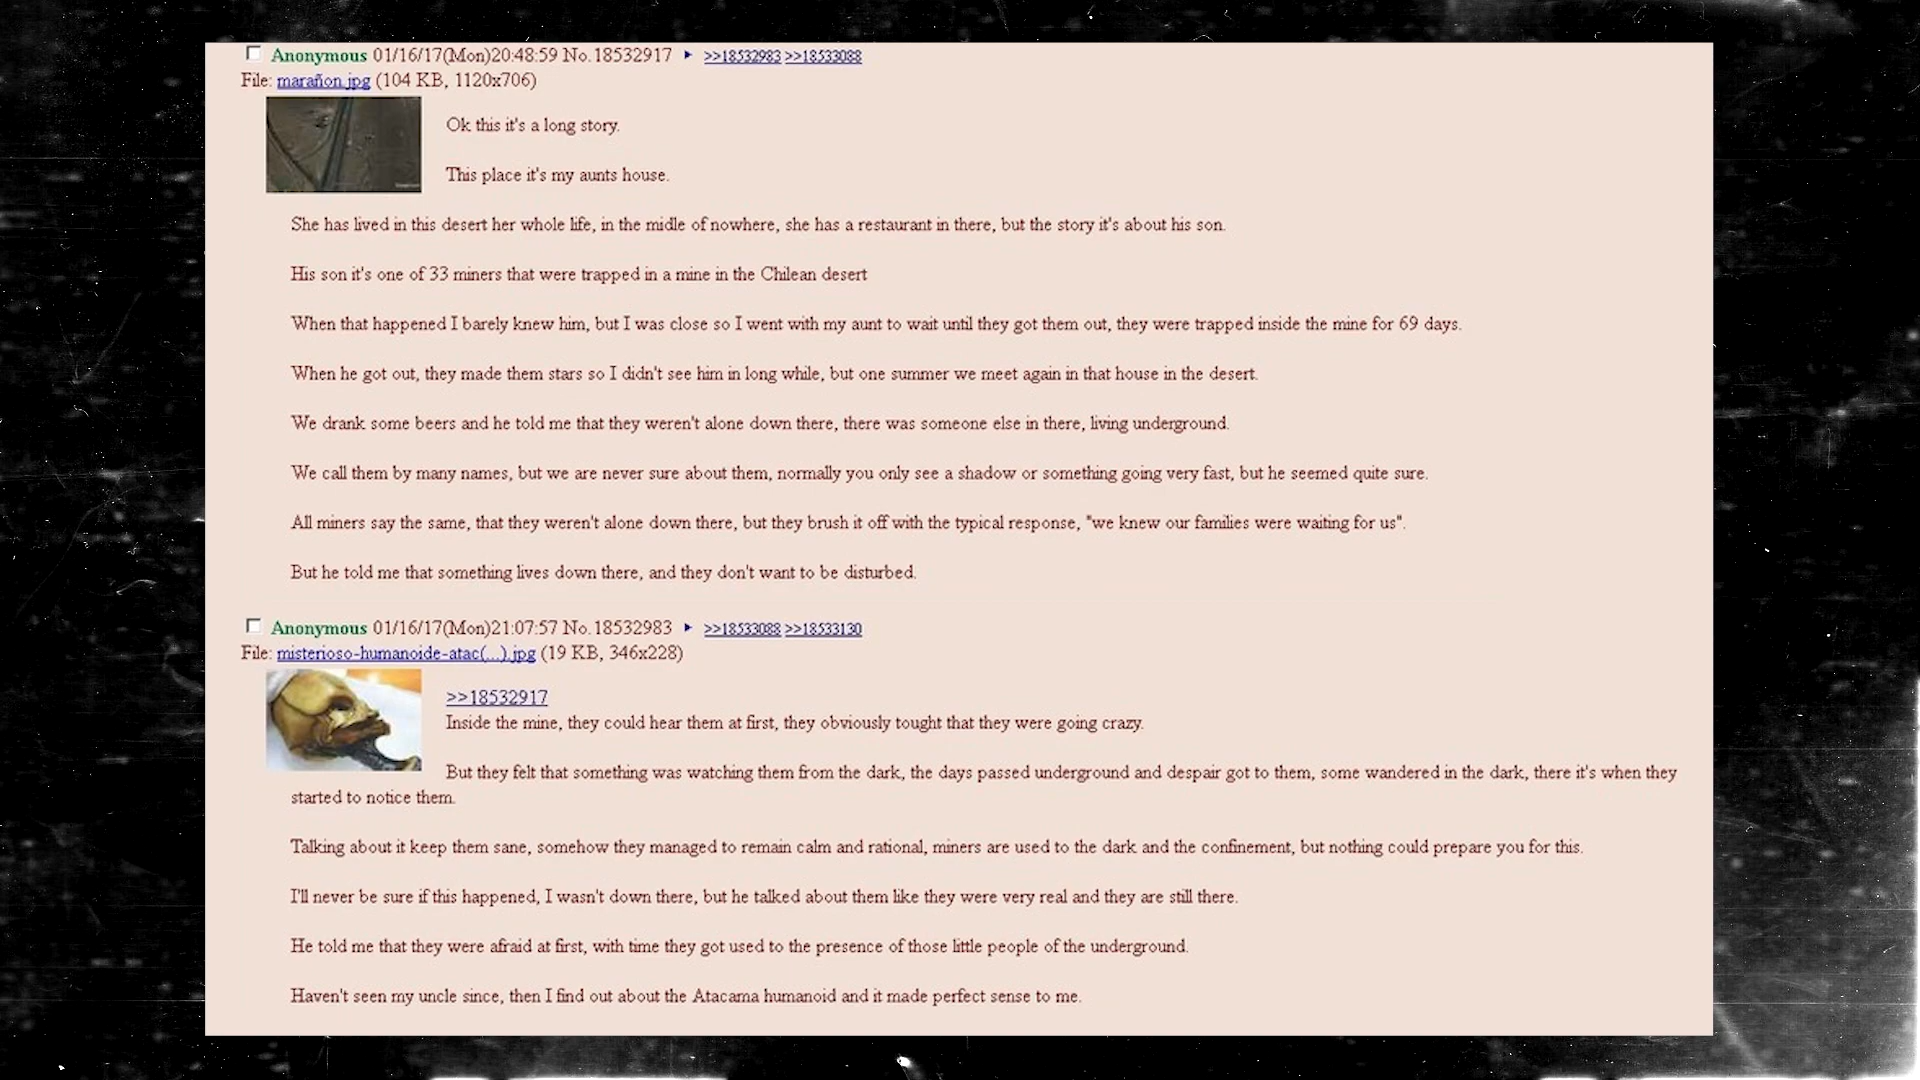 Anonymous 01/16/17(Mon)20:48:59 No.18532917 ▶ >>18532983 >>18533088
File: marañon.jpg (104 KB, 1120x706)
Ok this it's a long story.
This place it's my aunts house.
She has lived in this desert her whole life, in the midle of nowhere, she has a restaurant in there, but the story it's about his son.
His son it's one of 33 miners that were trapped in a mine in the Chilean desert
When that happened I barely knew him, but I was close so I went with my aunt to wait until they got them out, they were trapped inside the mine for 69 days.
When he got out, they made them stars so I didn't see him in long while, but one summer we meet again in that house in the desert.
We drank some beers and he told me that they weren't alone down there, there was someone else in there, living underground.
We call them by many names, but we are never sure about them, normally you only see a shadow or something going very fast, but he seemed quite sure.
All miners say the same, that they weren't alone down there, but they brush it off with the typical response, "we knew our families were waiting for us".
But he told me that something lives down there, and they don't want to be disturbed.
Anonymous 01/16/17(Mon)21:07:57 No.18532983 ▶ >>18533088 >>18533130
File: misterioso-humanoide-atac(...).jpg (19 KB, 346x228)
>>18532917
Inside the mine, they could hear them at first, they obviously tought that they were going crazy.
But they felt that something was watching them from the dark, the days passed underground and despair got to them, some wandered in the dark, there it's when they
started to notice them.
Talking about it keep them sane, somehow they managed to remain calm and rational, miners are used to the dark and the confinement, but nothing could prepare you for this.
I'll never be sure if this happened, I wasn't down there, but he talked about them like they were very real and they are still there.
He told me that they were afraid at first, with time they got used to the presence of those little people of the underground.
Haven't seen my uncle since, then I find out about the Atacama humanoid and it made perfect sense to me.